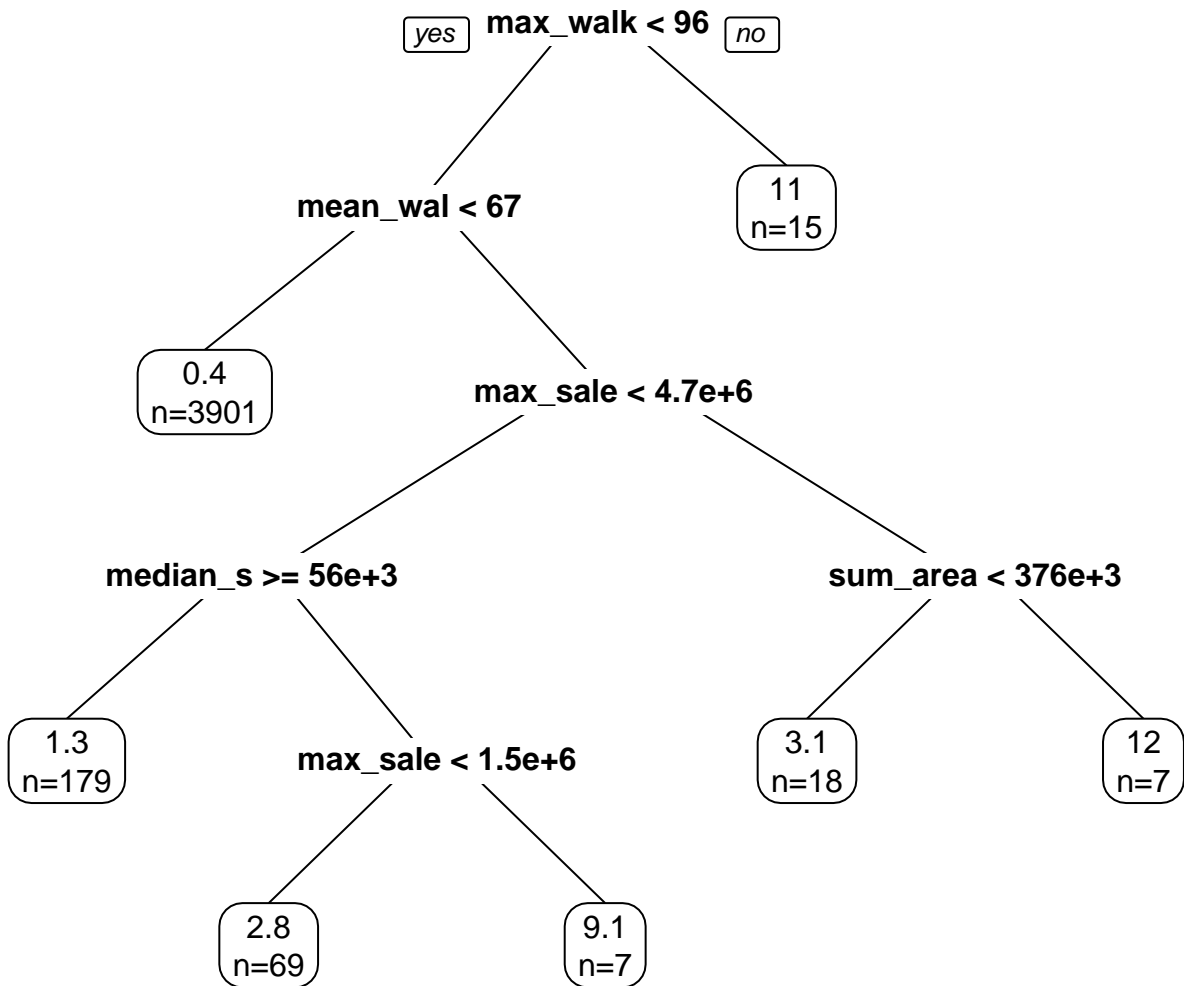 yes max_walk < 96 no
11
n=15
mean_wal < 67
0.4
n=3901
max_sale < 4.7e+6
median_s >= 56e+3
sum_area < 376e+3
1.3
n=179
max_sale < 1.5e+6
3.1
n=18
12
n=7
2.8
n=69
9.1
n=7